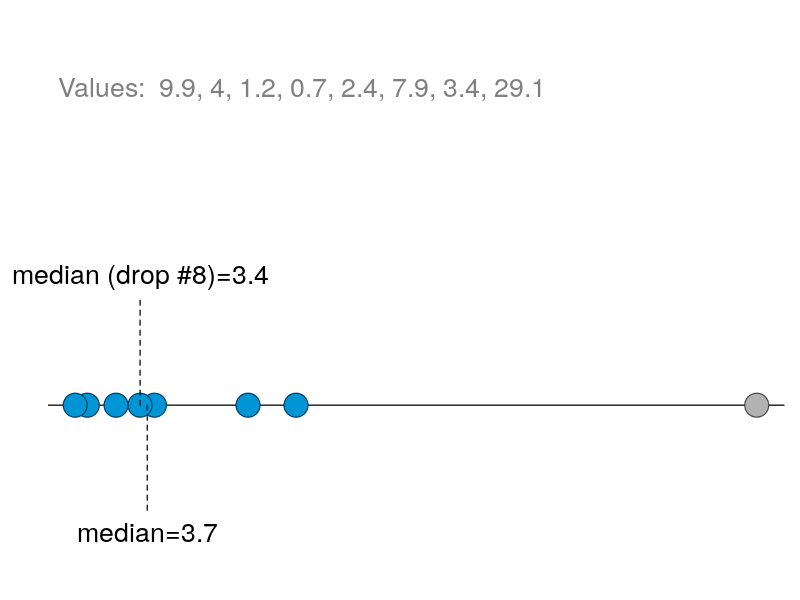 Values:  9.9, 4, 1.2, 0.7, 2.4, 7.9, 3.4, 29.1
median (drop #8)=3.4
median=3.7